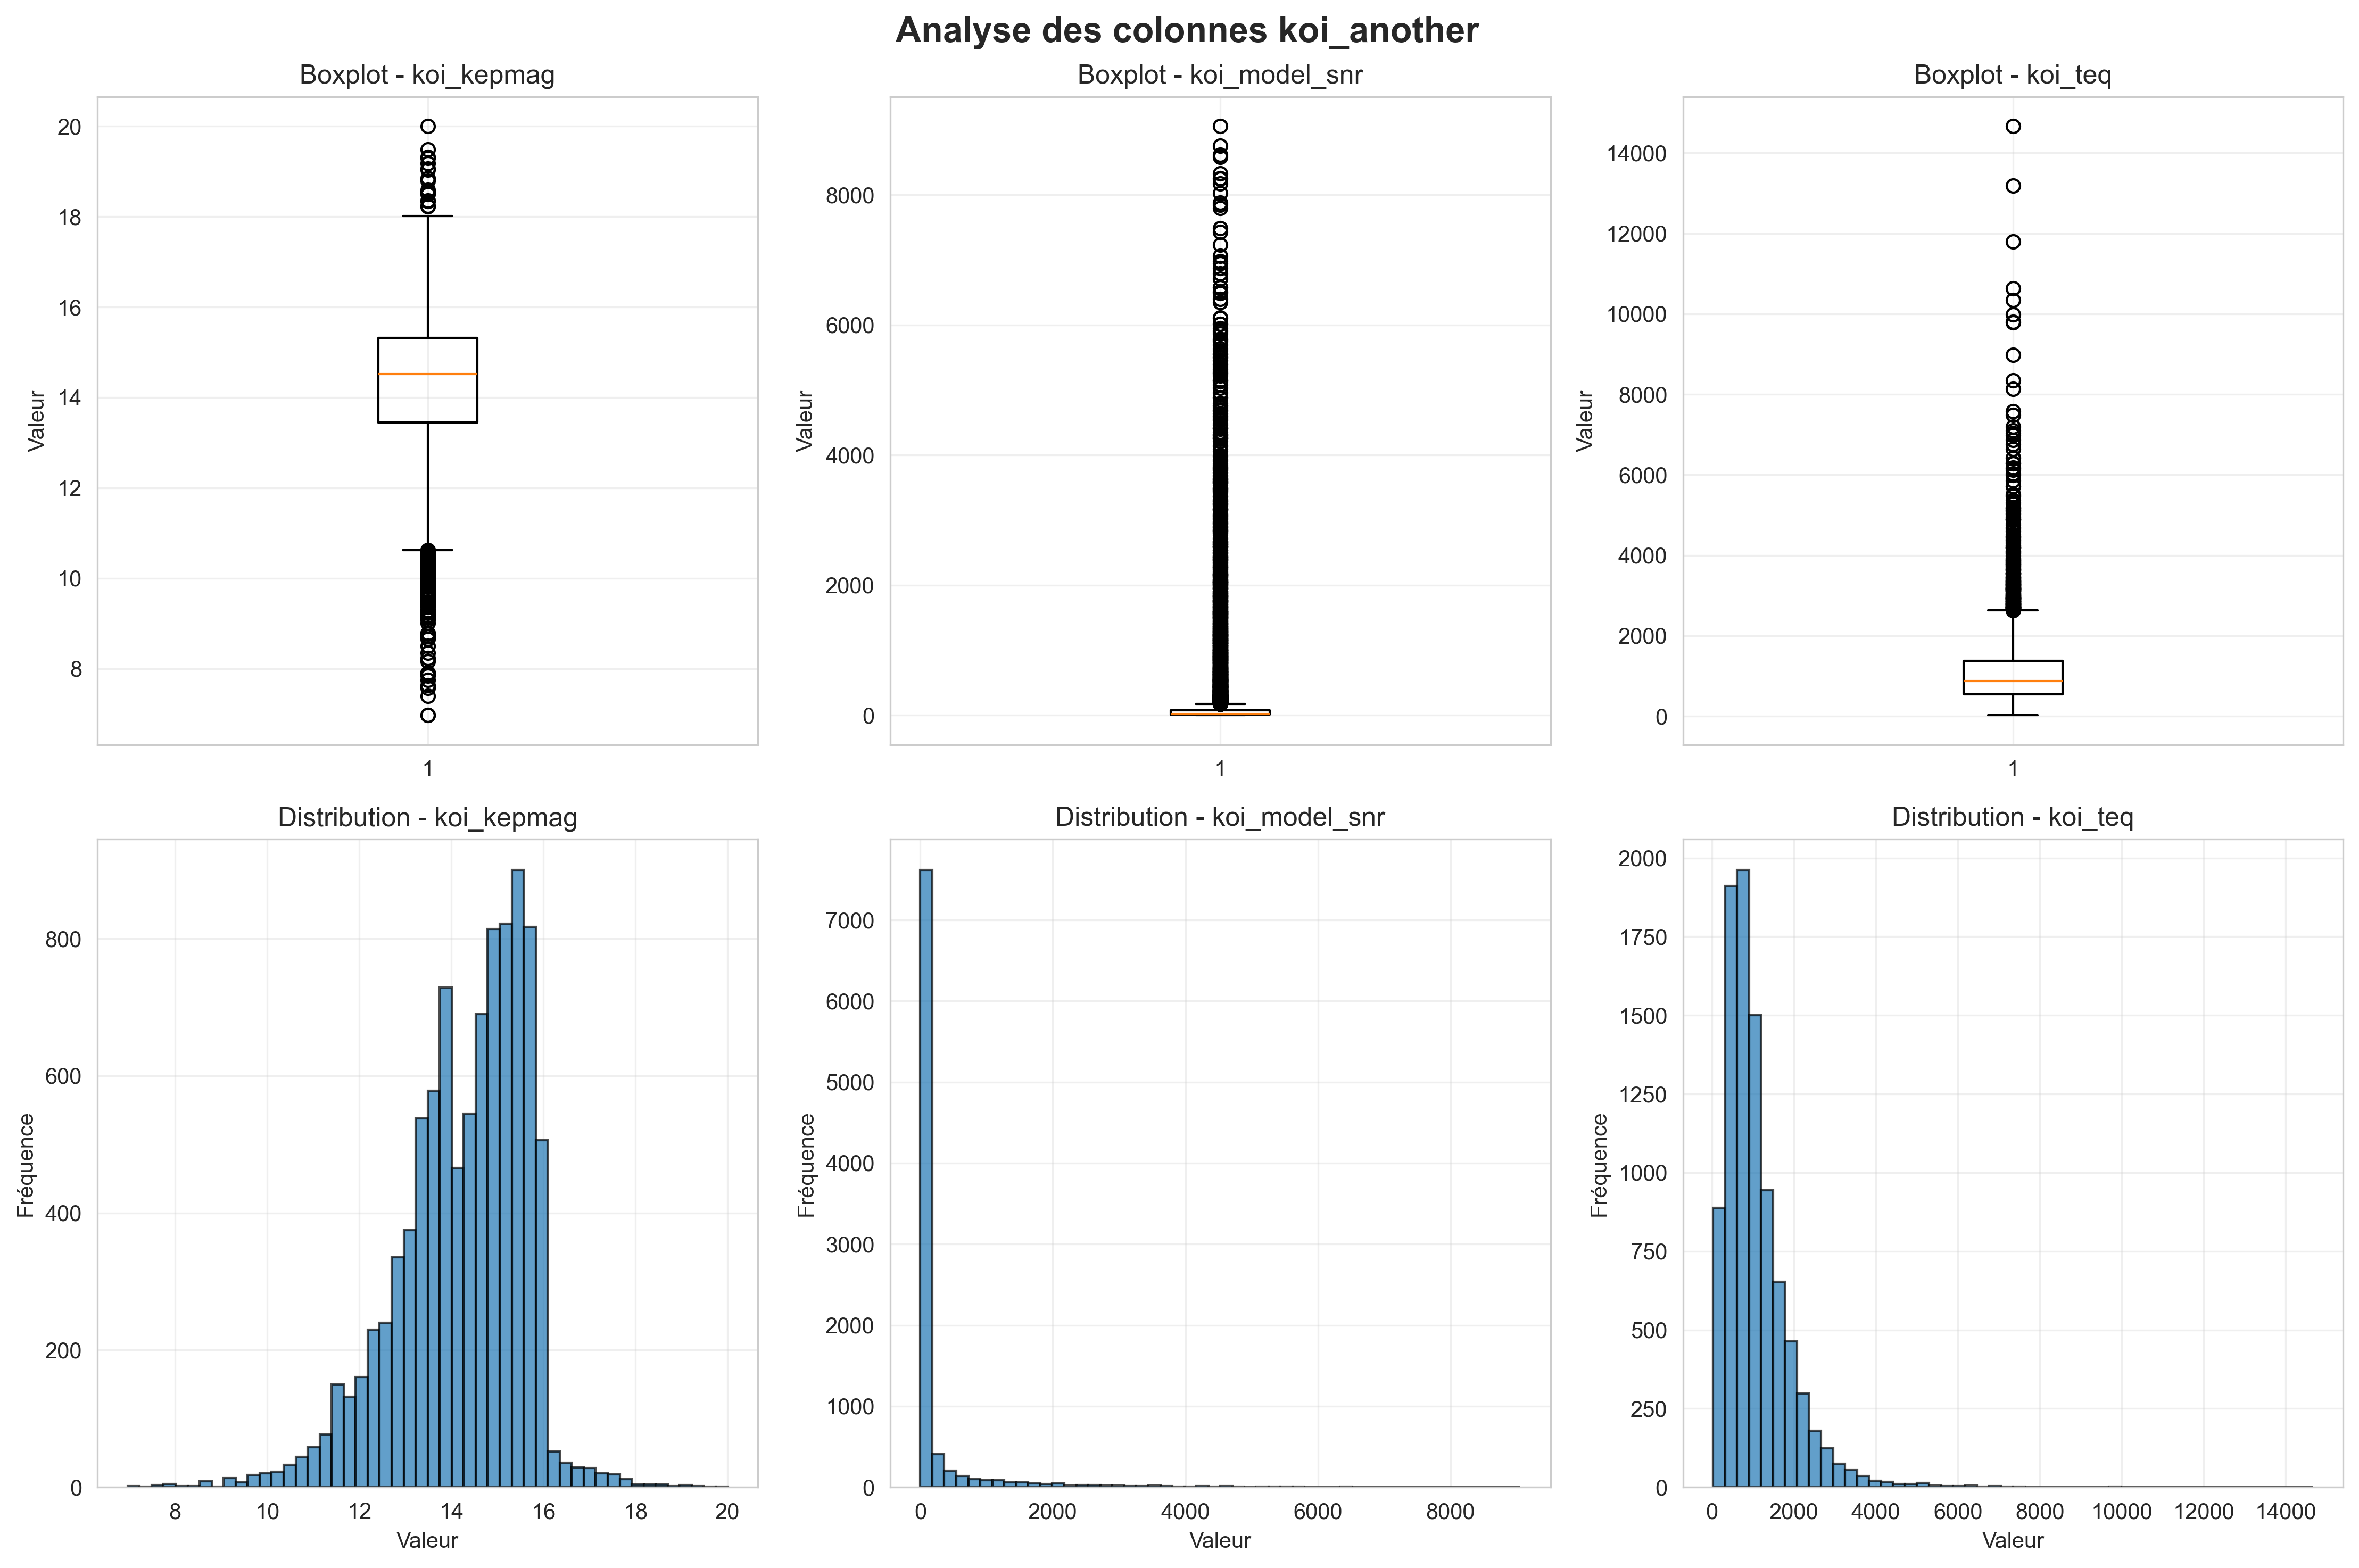 Analyse des colonnes koi_another
Boxplot - koi_kepmag
Boxplot - koi_model_snr
Boxplot - koi_teq
Valeur
20
18
16
14
12
10
8
1
Valeur
8000
6000
4000
2000
0
1
Valeur
14000
12000
10000
8000
6000
4000
2000
0
1
Distribution - koi_kepmag
Distribution - koi_model_snr
Distribution - koi_teq
Fréquence
800
600
400
200
0
8 10 12 14 16 18 20
Valeur
Fréquence
7000
6000
5000
4000
3000
2000
1000
0
0 2000 4000 6000 8000
Valeur
Fréquence
2000
1750
1500
1250
1000
750
500
250
0
0 2000 4000 6000 8000 10000 12000 14000
Valeur